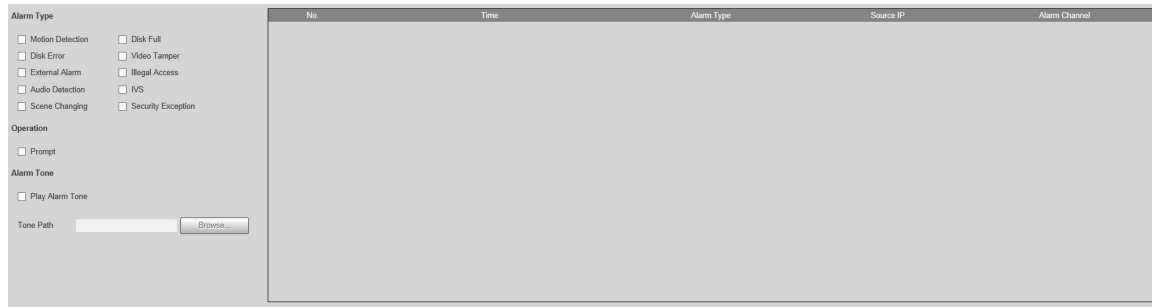 Alarm Type
Motion Detection Disk Full
Disk Error Video Tamper
External Alarm Illegal Access
Audio Detection IVS
Scene Changing Security Exception
Operation
Prompt
Alarm Tone
Play Alarm Tone
Tone Path Browse...
No. Time Alarm Type Source IP Alarm Channel